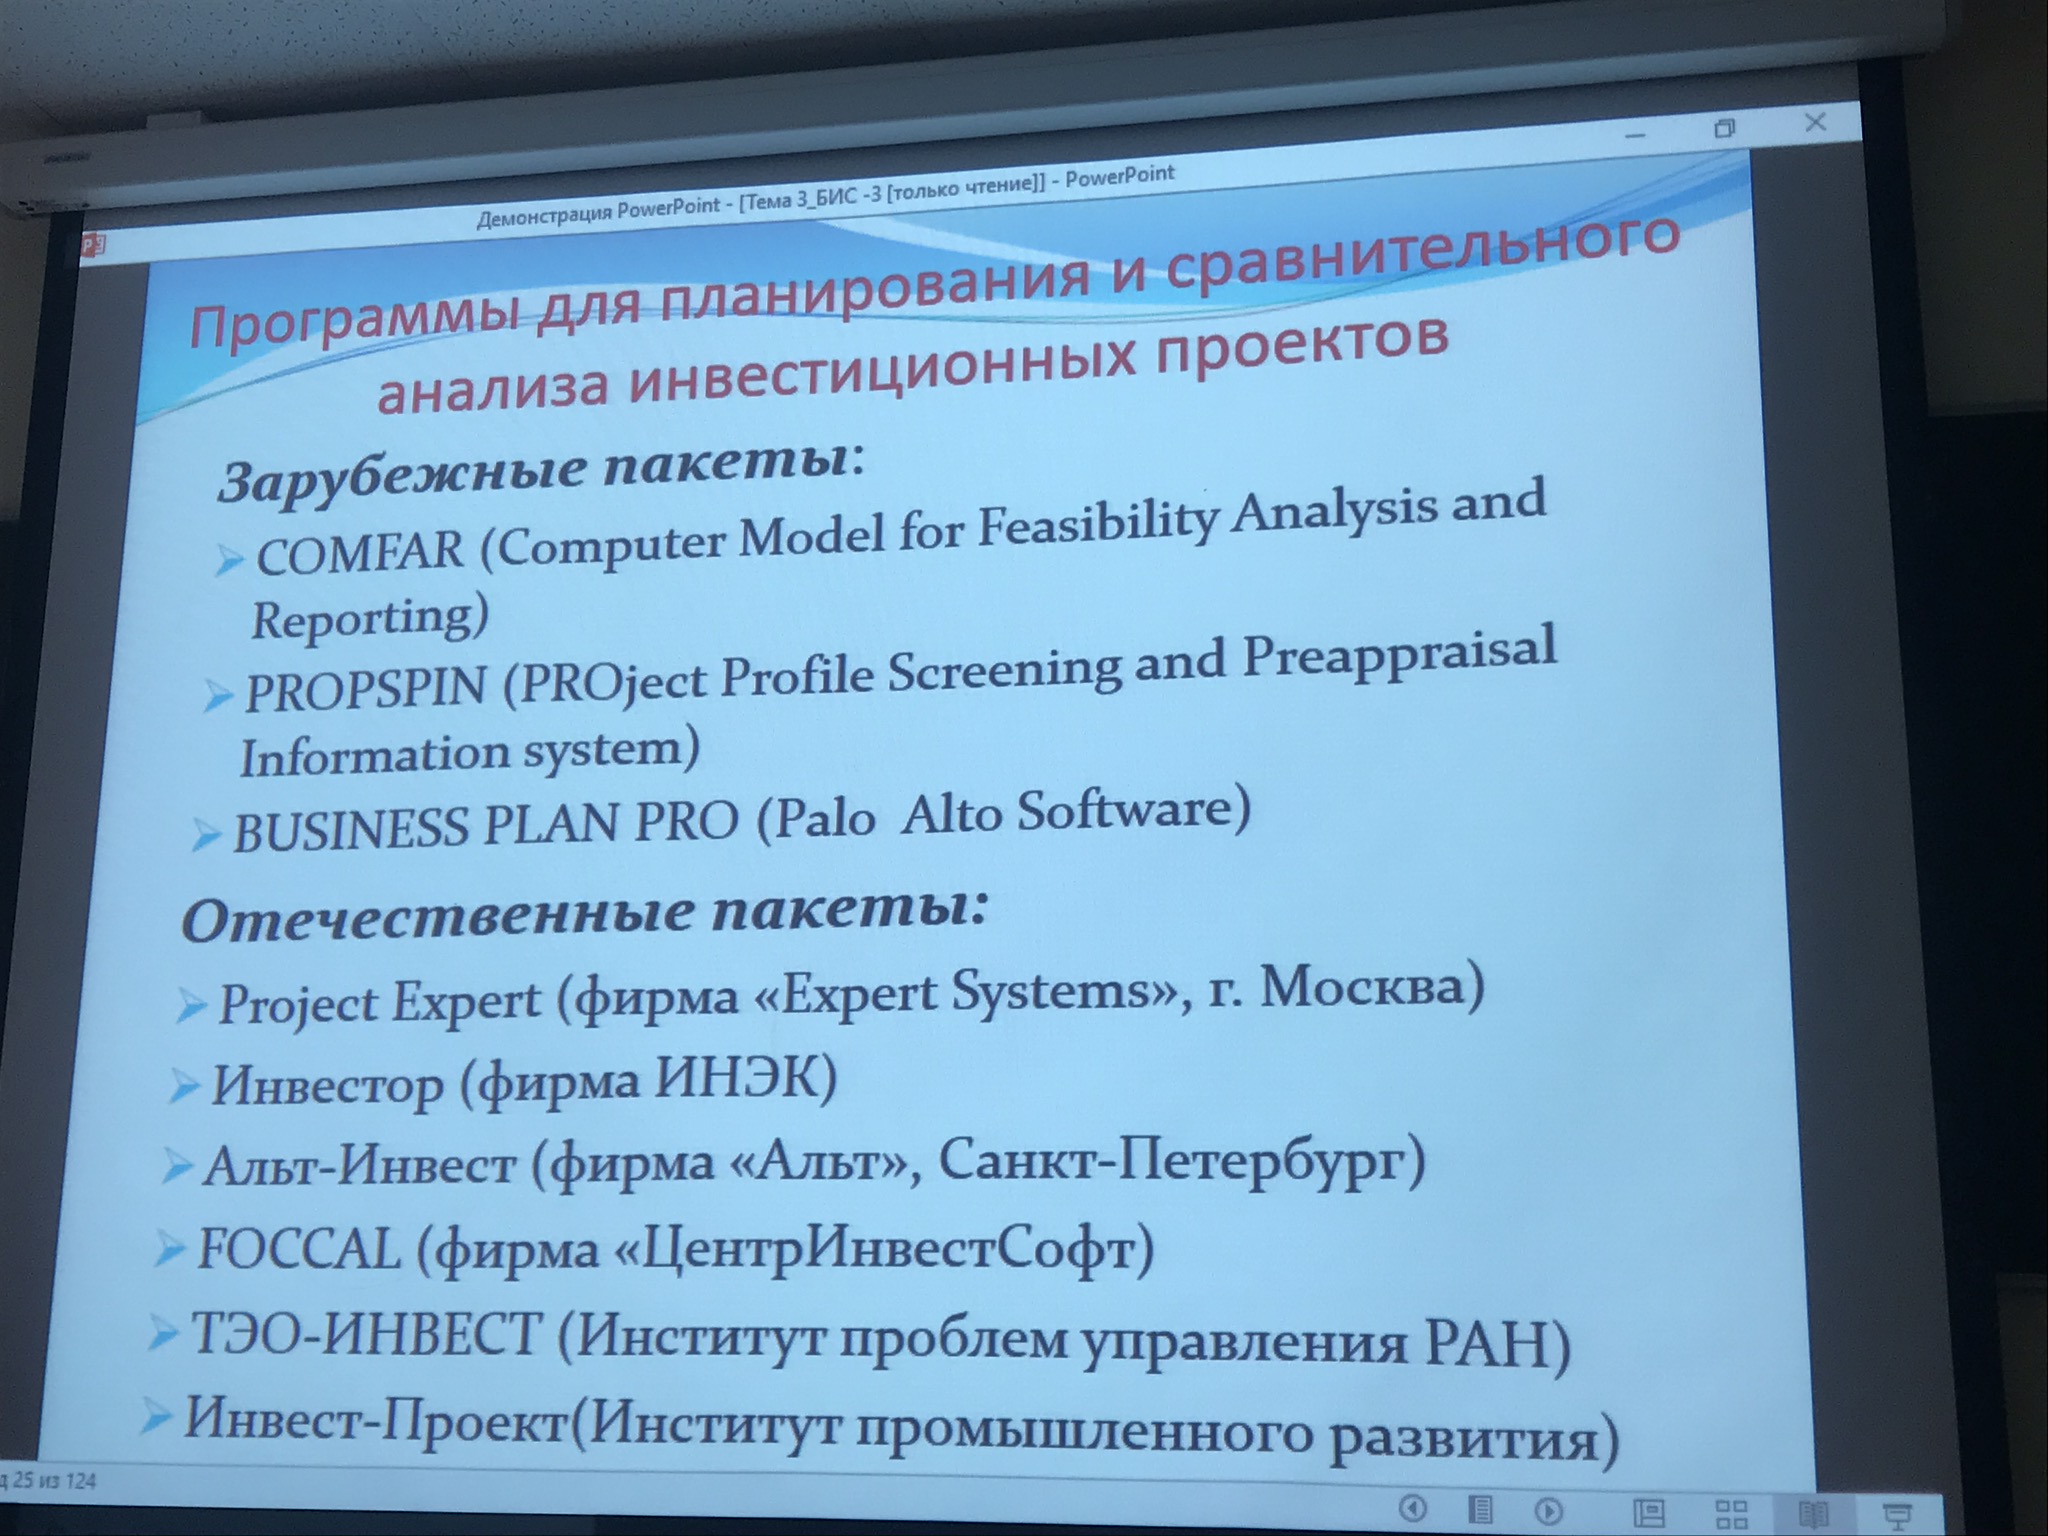 Демонстрация PowerPoint - [Тема 3_БИС -3 [только чтение]] - PowerPoint
Программы для планирования и сравнительного
анализа инвестиционных проектов
Зарубежные пакеты:
COMFAR (Computer Model for Feasibility Analysis and
Reporting)
PROPSPIN (PROject Profile Screening and Preappraisal
Information system)
BUSINESS PLAN PRO (Palo Alto Software)
Отечественные пакеты:
Project Expert (фирма «Expert Systems», г. Москва)
Инвестор (фирма ИНЭК)
Альт-Инвест (фирма «Альт», Санкт-Петербург)
FOCCAL (фирма «ЦентрИнвестСофт)
ТЭО-ИНВЕСТ (Институт проблем управления РАН)
Инвест-Проект(Институт промышленного развития)
д 25 из 124